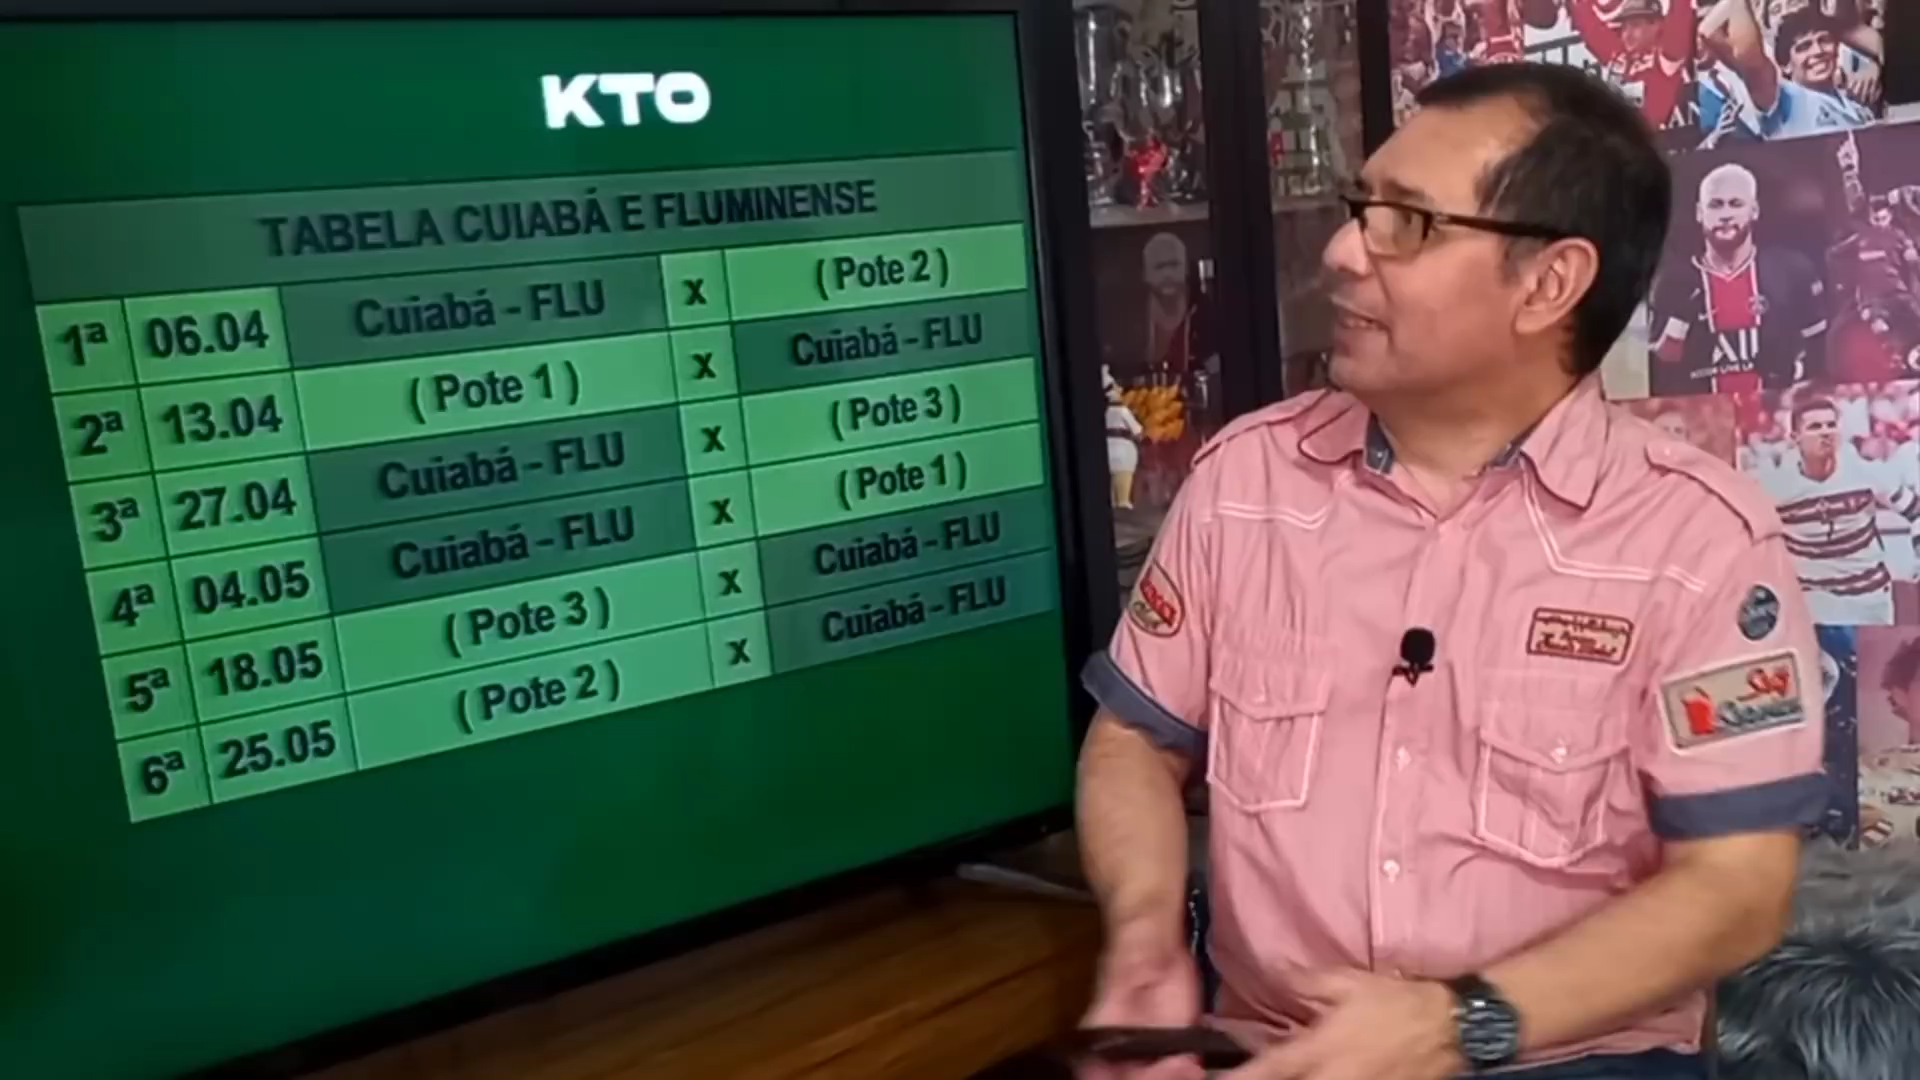 KTO
TABELA CUIABÁ E FLUMINENSE
1ª 06.04 Cuiabá - FLU x ( Pote 2 )
2ª 13.04 ( Pote 1 ) x Cuiabá - FLU
3ª 27.04 Cuiabá - FLU x ( Pote 3 )
4ª 04.05 Cuiabá - FLU x ( Pote 1 )
5ª 18.05 ( Pote 3 ) x Cuiabá - FLU
6ª 25.05 ( Pote 2 ) x Cuiabá - FLU
ALL